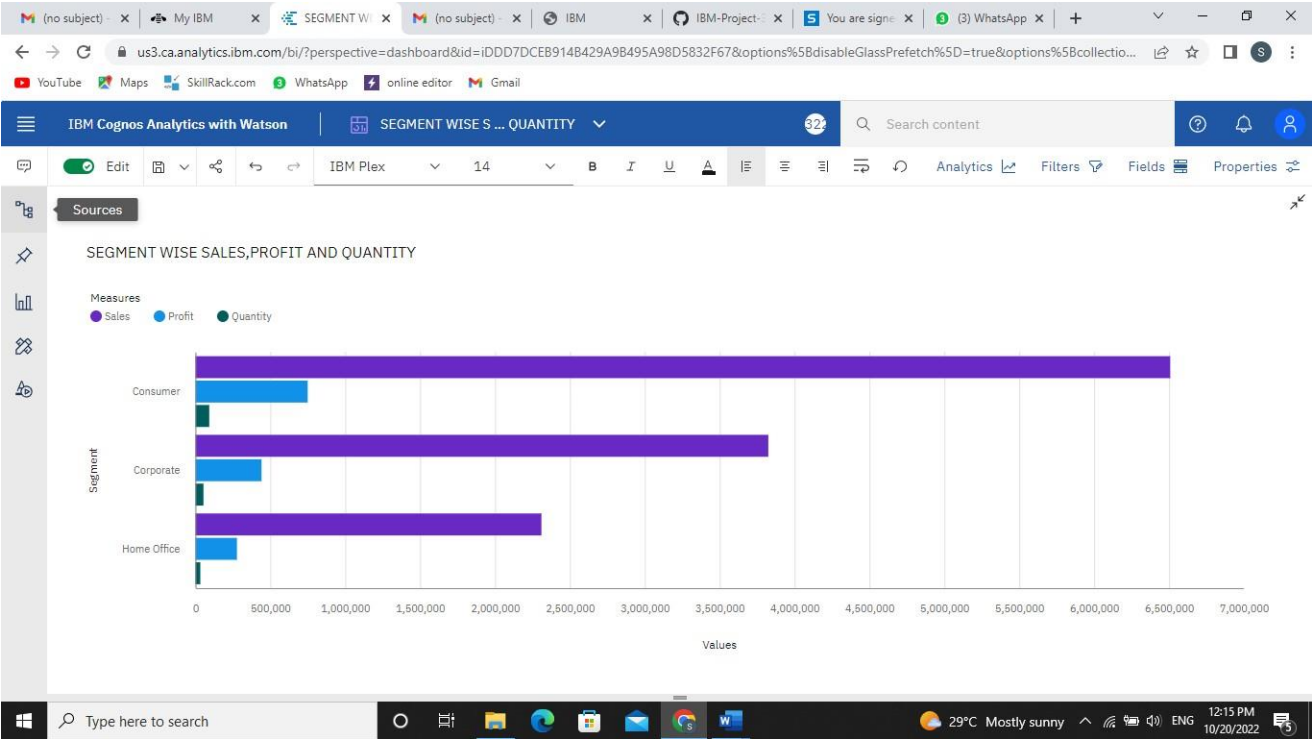 (no subject) - My IBM SEGMENT WI (no subject) - IBM IBM-Project- You are signe (3) WhatsApp
us3.ca.analytics.ibm.com/bi/?perspective=dashboard&id=iDDD7DCEB914B429A9B495A98D5832F67&options%5BdisableGlassPrefetch%5D=true&options%5Bcollectio...
YouTube Maps SkillRack.com WhatsApp online editor Gmail
IBM Cognos Analytics with Watson SEGMENT WISE S ... QUANTITY 322 Search content
Edit IBM Plex 14 B I U A Analytics Filters Fields Properties
Sources
SEGMENT WISE SALES,PROFIT AND QUANTITY
Measures
Sales Profit Quantity
Consumer
Corporate
Home Office
Segment
0 500,000 1,000,000 1,500,000 2,000,000 2,500,000 3,000,000 3,500,000 4,000,000 4,500,000 5,000,000 5,500,000 6,000,000 6,500,000 7,000,000
Values
Type here to search 29°C Mostly sunny ENG 12:15 PM
10/20/2022 5